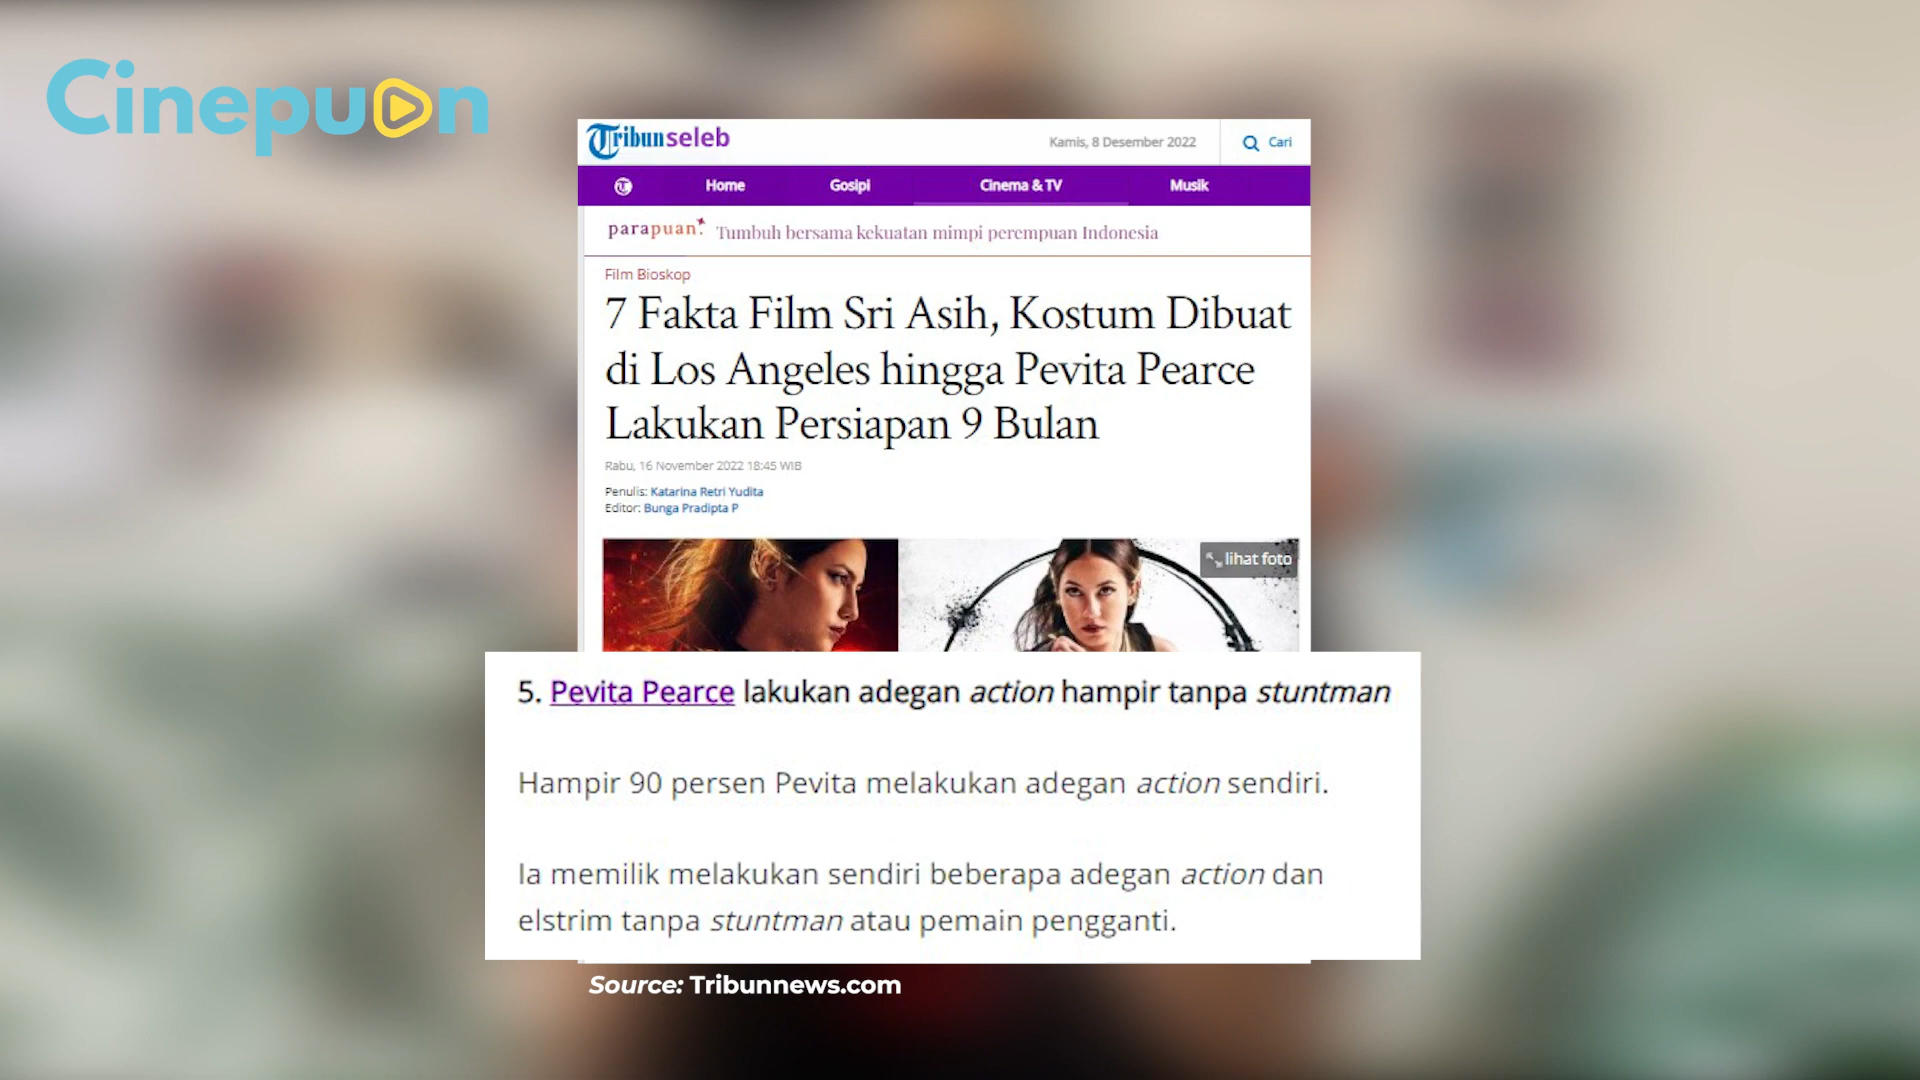 Cinepuan
Tribunseleb
Kamis, 8 Desember 2022
Cari
Home
Gosipi
Cinema & TV
Musik
parapuan. Tumbuh bersama kekuatan mimpi perempuan Indonesia
Film Bioskop
7 Fakta Film Sri Asih, Kostum Dibuat
di Los Angeles hingga Pevita Pearce
Lakukan Persiapan 9 Bulan
Rabu, 16 November 2022 18:45 WIB
Penulis: Katarina Retri Yudita
Editor: Bunga Pradipta P
lihat foto
5. Pevita Pearce lakukan adegan action hampir tanpa stuntman
Hampir 90 persen Pevita melakukan adegan action sendiri.
Ia memilik melakukan sendiri beberapa adegan action dan
elstrim tanpa stuntman atau pemain pengganti.
Source: Tribunnews.com